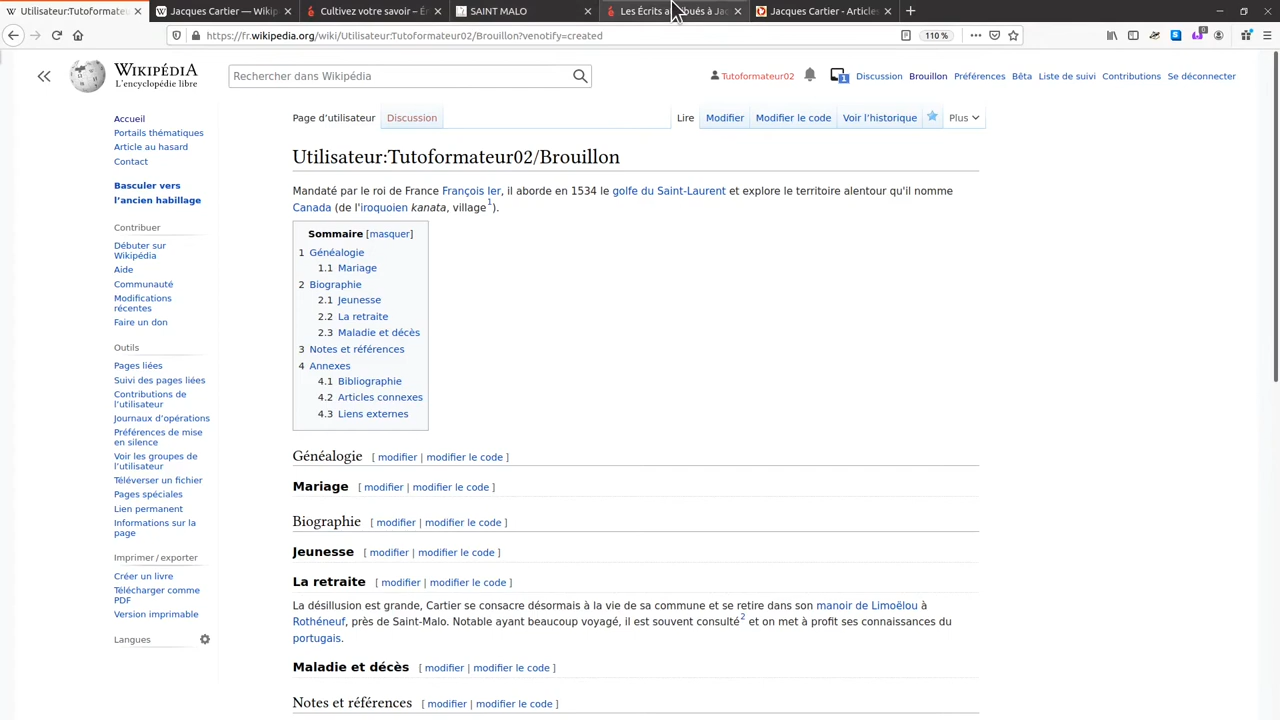 Utilisateur:Tutoformate
Jacques Cartier — Wikip
Cultivez votre savoir – Ér
SAINT MALO
Les Écrits
Jacques Cartier - Articles
https://fr.wikipedia.org/wiki/Utilisateur:Tutoformateur02/Brouillon?venotify=created
110 %
WIKIPÉDIA
L'encyclopédie libre
Rechercher dans Wikipédia
Tutoformateur02
1
Discussion
Brouillon
Préférences
Bêta
Liste de suivi
Contributions
Se déconnecter
Accueil
Portails thématiques
Article au hasard
Contact
Basculer vers
l'ancien habillage
Contribuer
Débuter sur
Wikipédia
Aide
Communauté
Modifications
récentes
Faire un don
Outils
Pages liées
Suivi des pages liées
Contributions de
l'utilisateur
Journaux d'opérations
Préférences de mise
en silence
Voir les groupes de
l'utilisateur
Téléverser un fichier
Pages spéciales
Lien permanent
Informations sur la
page
Imprimer / exporter
Créer un livre
Télécharger comme
PDF
Version imprimable
Langues
Page d'utilisateur
Discussion
Lire
Modifier
Modifier le code
Voir l'historique
Plus
Utilisateur:Tutoformateur02/Brouillon
Mandaté par le roi de France François Ier, il aborde en 1534 le golfe du Saint-Laurent et explore le territoire alentour qu'il nomme
Canada (de l'iroquoien kanata, village1).
Sommaire [masquer]
1 Généalogie
1.1 Mariage
2 Biographie
2.1 Jeunesse
2.2 La retraite
2.3 Maladie et décès
3 Notes et références
4 Annexes
4.1 Bibliographie
4.2 Articles connexes
4.3 Liens externes
Généalogie [ modifier | modifier le code ]
Mariage [ modifier | modifier le code ]
Biographie [ modifier | modifier le code ]
Jeunesse [ modifier | modifier le code ]
La retraite [ modifier | modifier le code ]
La désillusion est grande, Cartier se consacre désormais à la vie de sa commune et se retire dans son manoir de Limoëlou à
Rothéneuf, près de Saint-Malo. Notable ayant beaucoup voyagé, il est souvent consulté2 et on met à profit ses connaissances du
portugais.
Maladie et décès [ modifier | modifier le code ]
Notes et références [ modifier | modifier le code ]